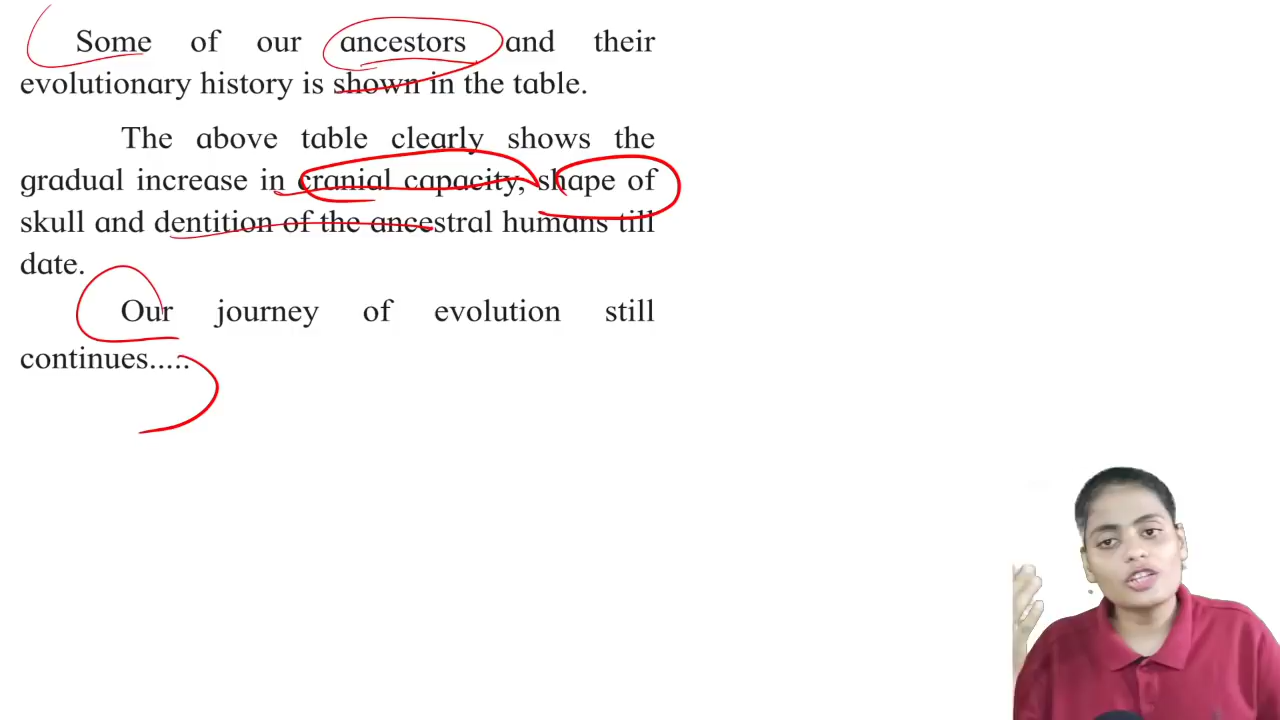 Some of our ancestors and their
evolutionary history is shown in the table.
The above table clearly shows the
gradual increase in cranial capacity, shape of
skull and dentition of the ancestral humans till
date.
Our journey of evolution still
continues.....